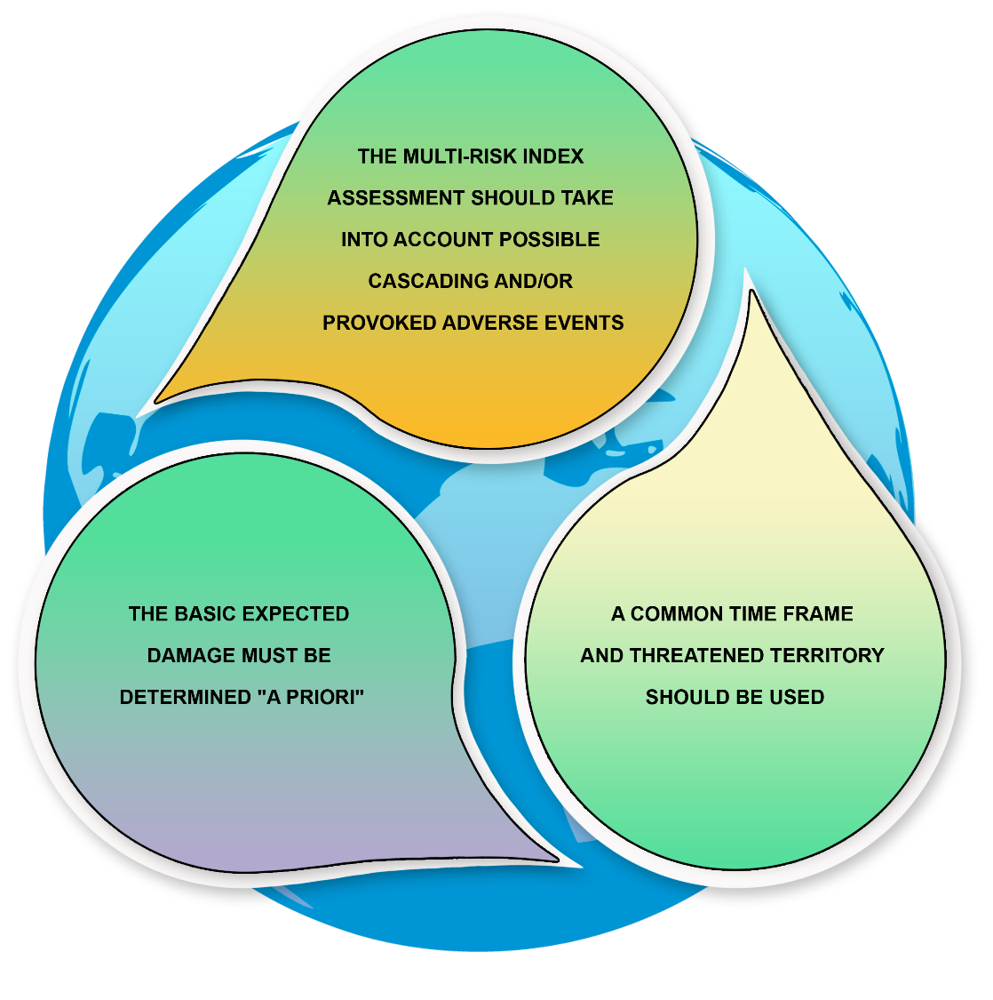 THE MULTI-RISK INDEX
ASSESSMENT SHOULD TAKE
INTO ACCOUNT POSSIBLE
CASCADING AND/OR
PROVOKED ADVERSE EVENTS
THE BASIC EXPECTED
DAMAGE MUST BE
DETERMINED "A PRIORI"
A COMMON TIME FRAME
AND THREATENED TERRITORY
SHOULD BE USED